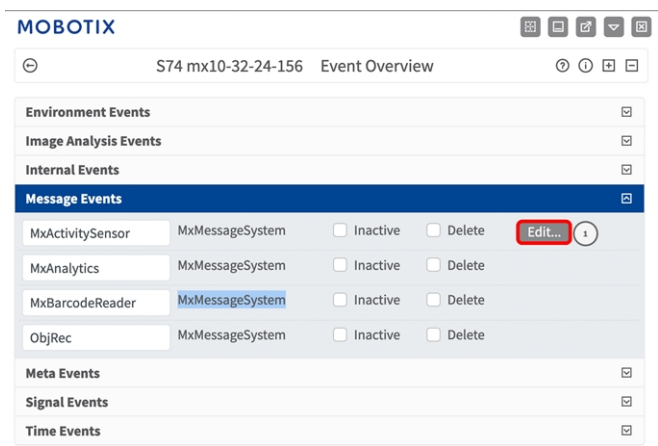 MOBOTIX
S74 mx10-32-24-156 Event Overview
Environment Events
Image Analysis Events
Internal Events
Message Events
MxActivitySensor MxMessageSystem Inactive Delete Edit... 1
MxAnalytics MxMessageSystem Inactive Delete
MxBarcodeReader MxMessageSystem Inactive Delete
ObjRec MxMessageSystem Inactive Delete
Meta Events
Signal Events
Time Events